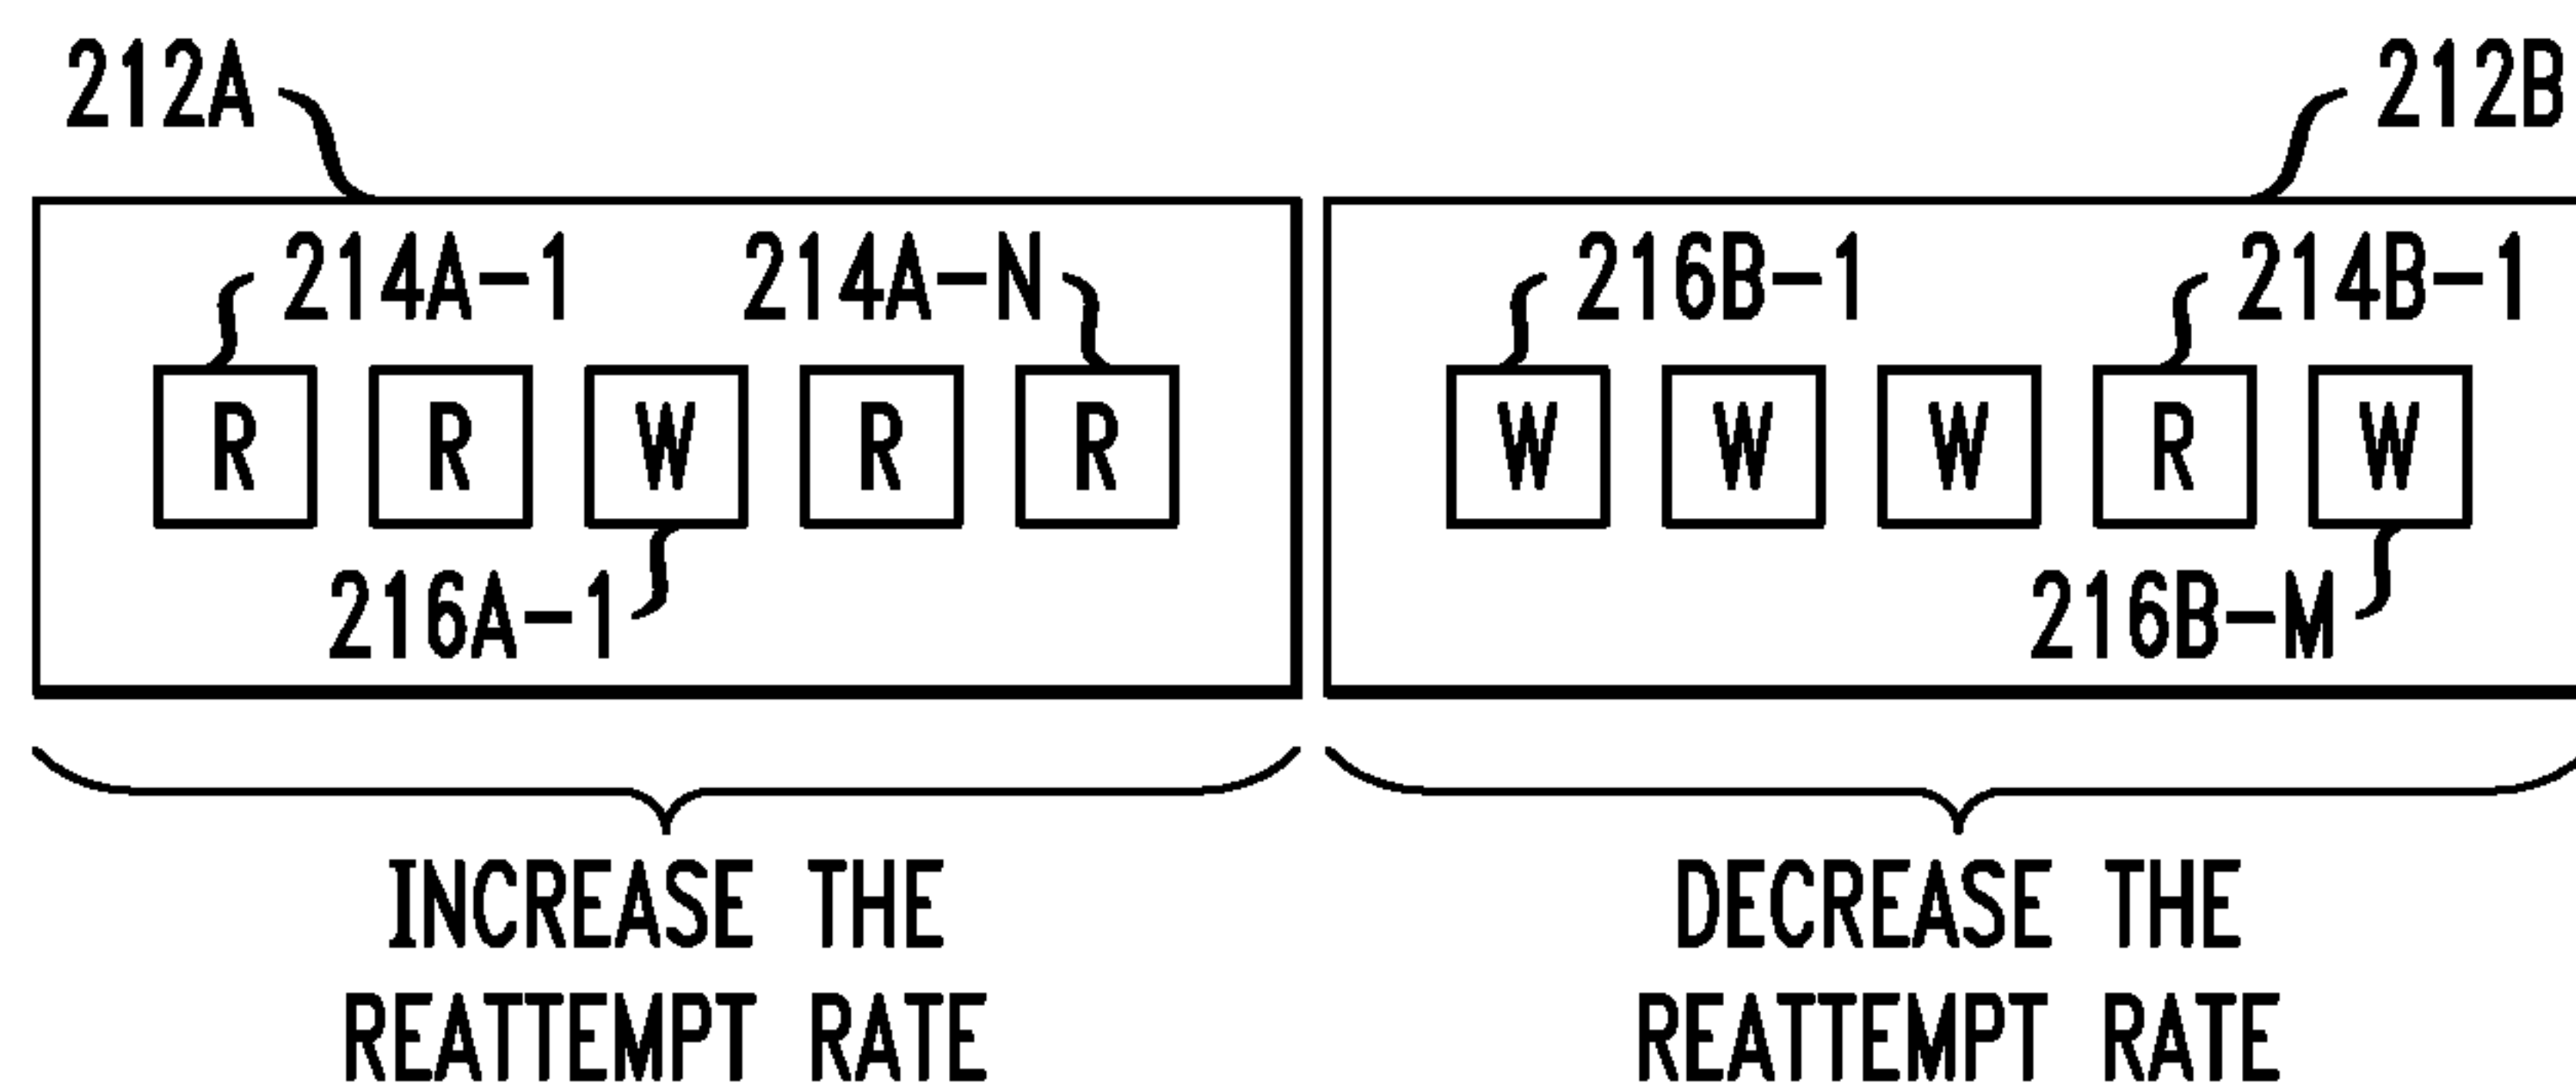 212A 212B
214A-1 214A-N 216B-1 214B-1
R R W R R W W W R W
216A-1 216B-M
INCREASE THE DECREASE THE
REATTEMPT RATE REATTEMPT RATE